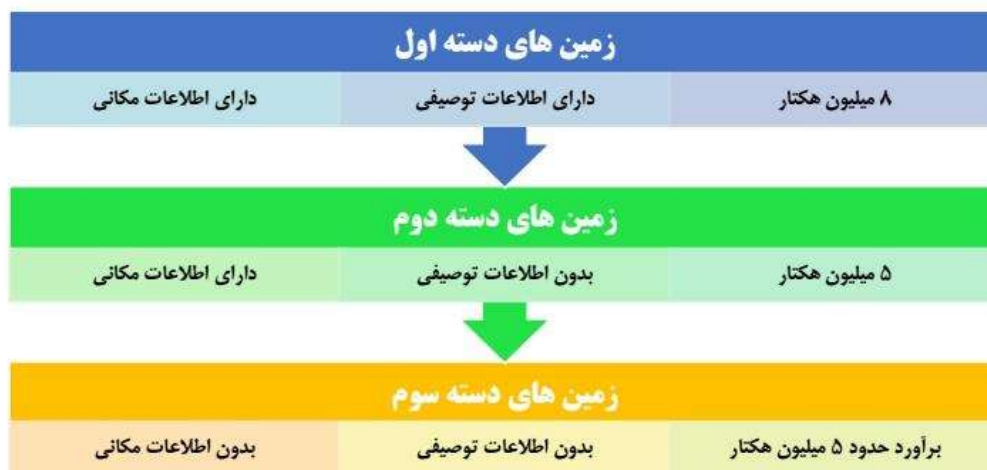 زمین های دسته اول
۸ میلیون هکتار دارای اطلاعات توصیفی دارای اطلاعات مکانی
زمین های دسته دوم
۵ میلیون هکتار بدون اطلاعات توصیفی دارای اطلاعات مکانی
زمین های دسته سوم
برآورد حدود ۵ میلیون هکتار بدون اطلاعات توصیفی بدون اطلاعات مکانی